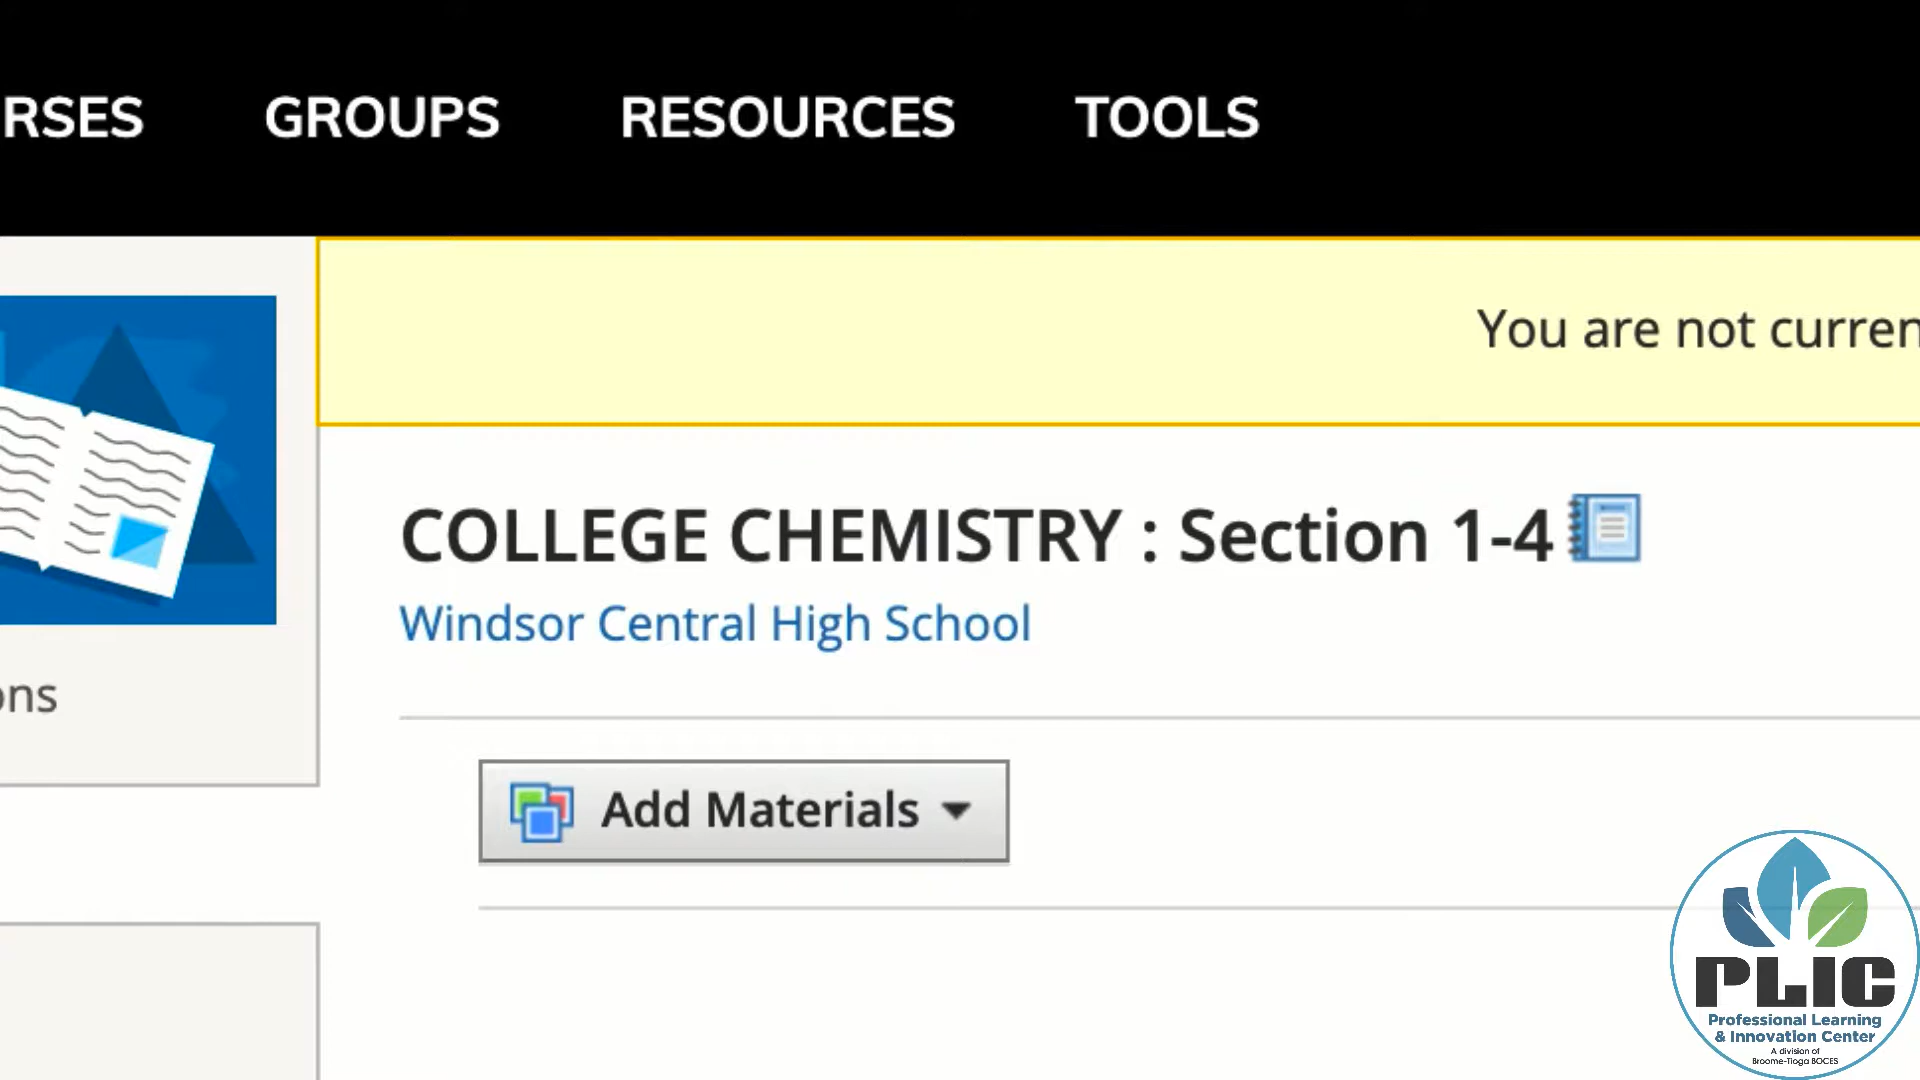 RSES GROUPS RESOURCES TOOLS
You are not curren
COLLEGE CHEMISTRY : Section 1-4
Windsor Central High School
ons
Add Materials
PLIC
Professional Learning
& Innovation Center
A division of
Broome-Tioga BOCES